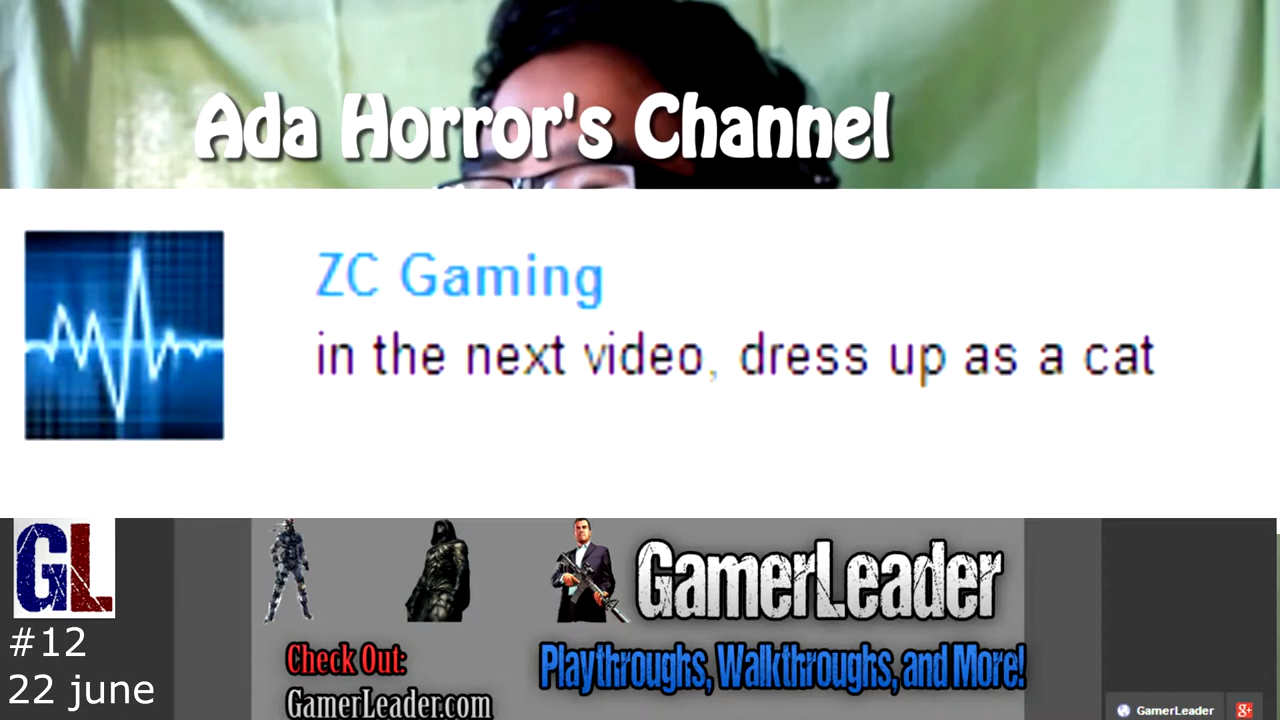 Ada Horror's Channel
ZC Gaming
in the next video, dress up as a cat
GL
#12
22 june
GamerLeader
Check Out:
GamerLeader.com
Playthroughs, Walkthroughs, and More!
GamerLeader
g+